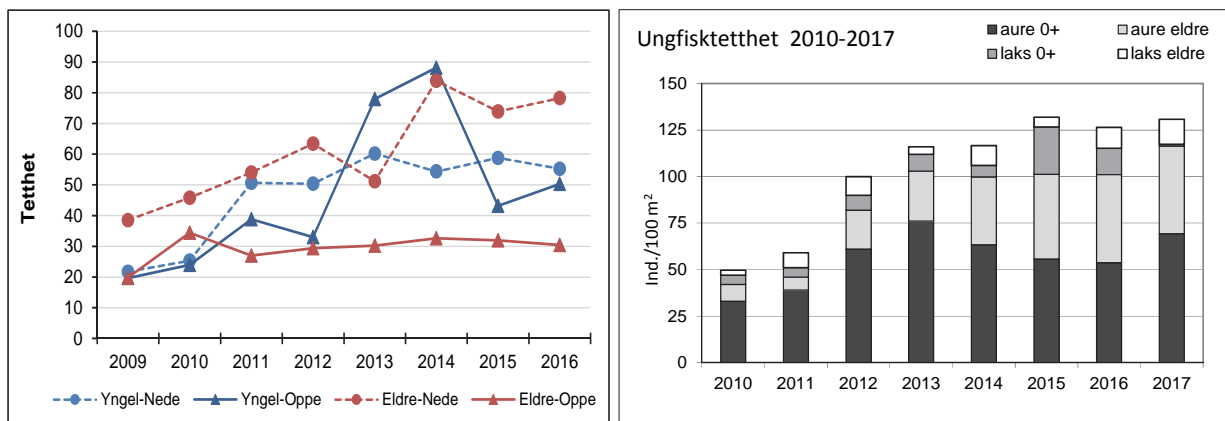 100
90
80
70
60
50
40
30
20
10
0
Tetthet
2009 2010 2011 2012 2013 2014 2015 2016
Yngel-Nede Yngel-Oppe Eldre-Nede Eldre-Oppe
Ungfisktetthet 2010-2017
aure 0+ aure eldre
laks 0+ laks eldre
150
125
100
75
50
25
0
Ind./100 m²
2010 2011 2012 2013 2014 2015 2016 2017